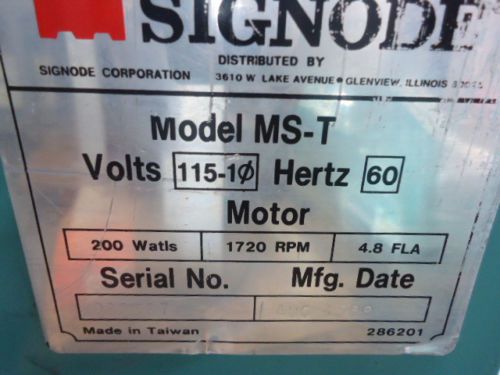 SIGNODE
DISTRIBUTED BY
SIGNODE CORPORATION 3610 W LAKE AVENUE • GLENVIEW, ILLINOIS
Model MS-T
Volts 115-1Ø Hertz 60
Motor
200 Watts 1720 RPM 4.8 FLA
Serial No. Mfg. Date
Made in Taiwan 286201